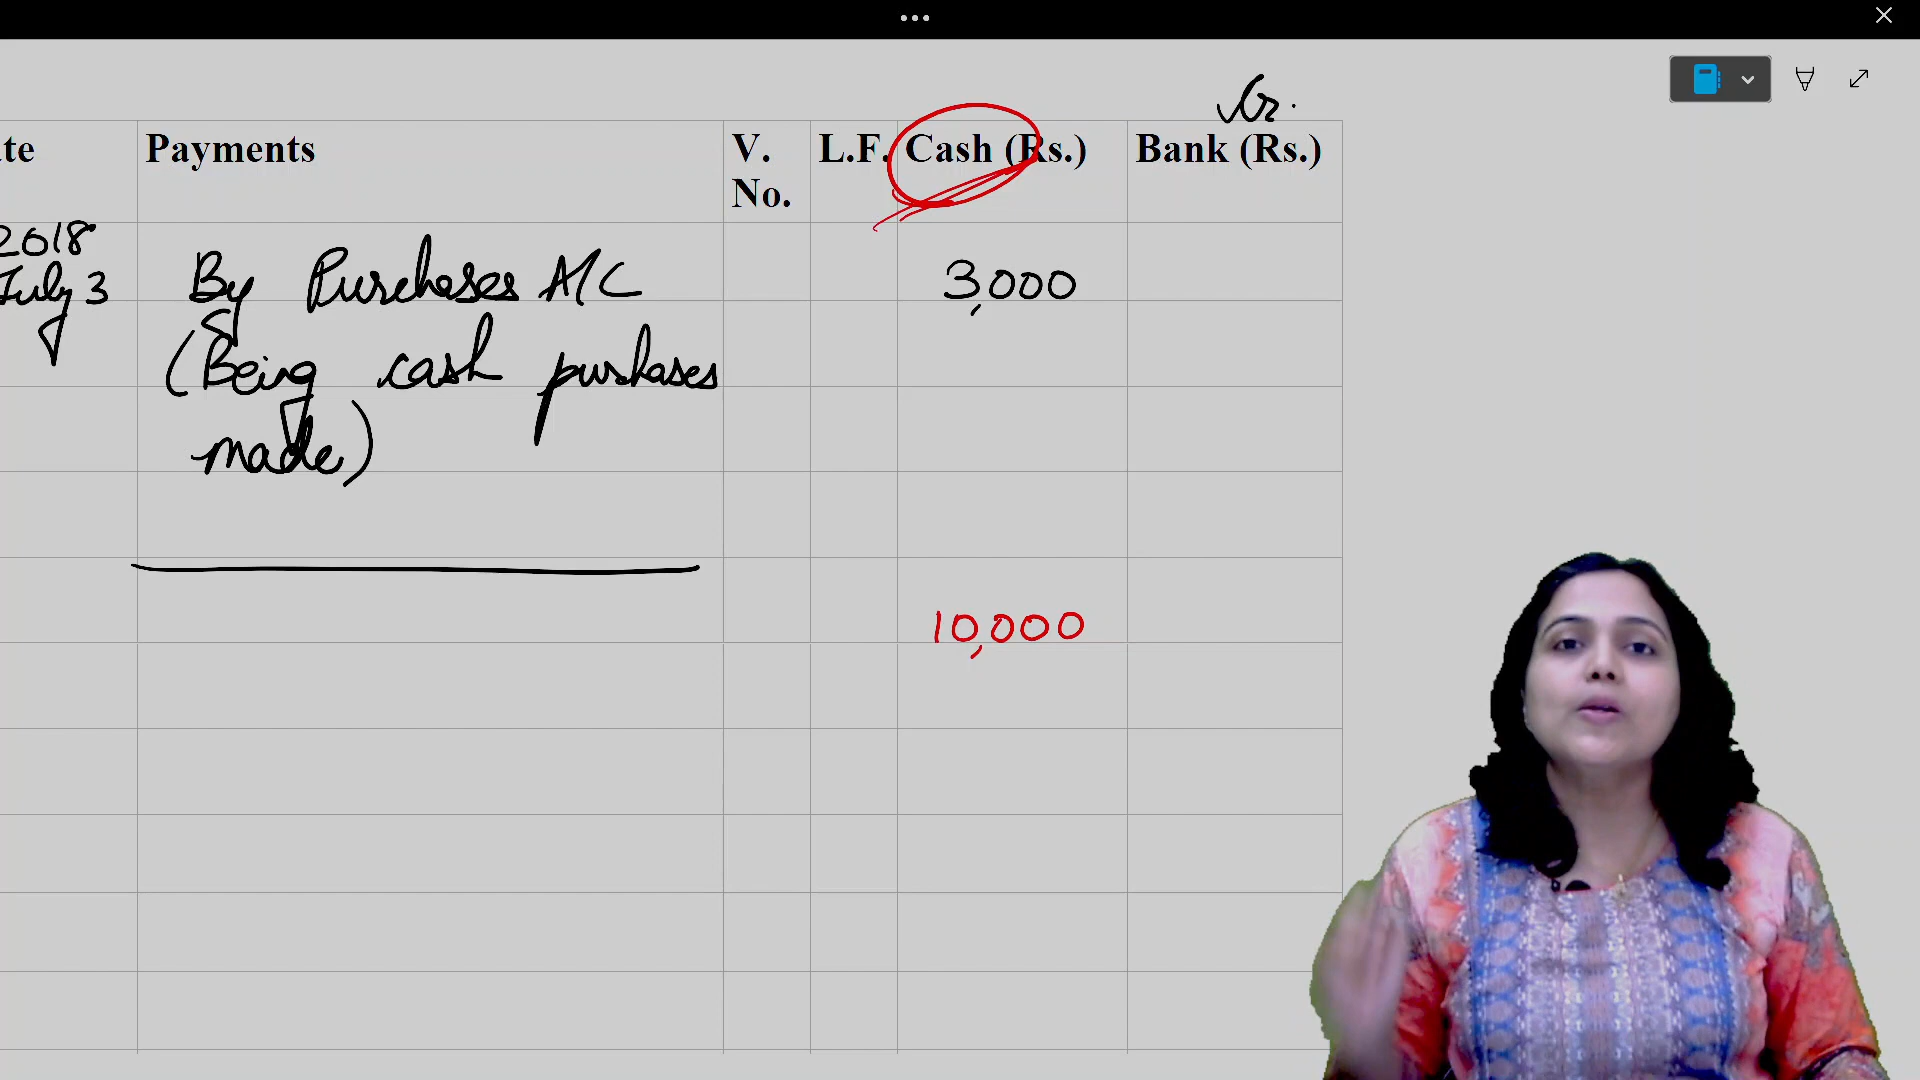 Cr.
te Payments V. No. L.F. Cash (Rs.) Bank (Rs.)
2018
July 3 By Purchases A/C 3,000
(Being cash purchases
made)
10,000